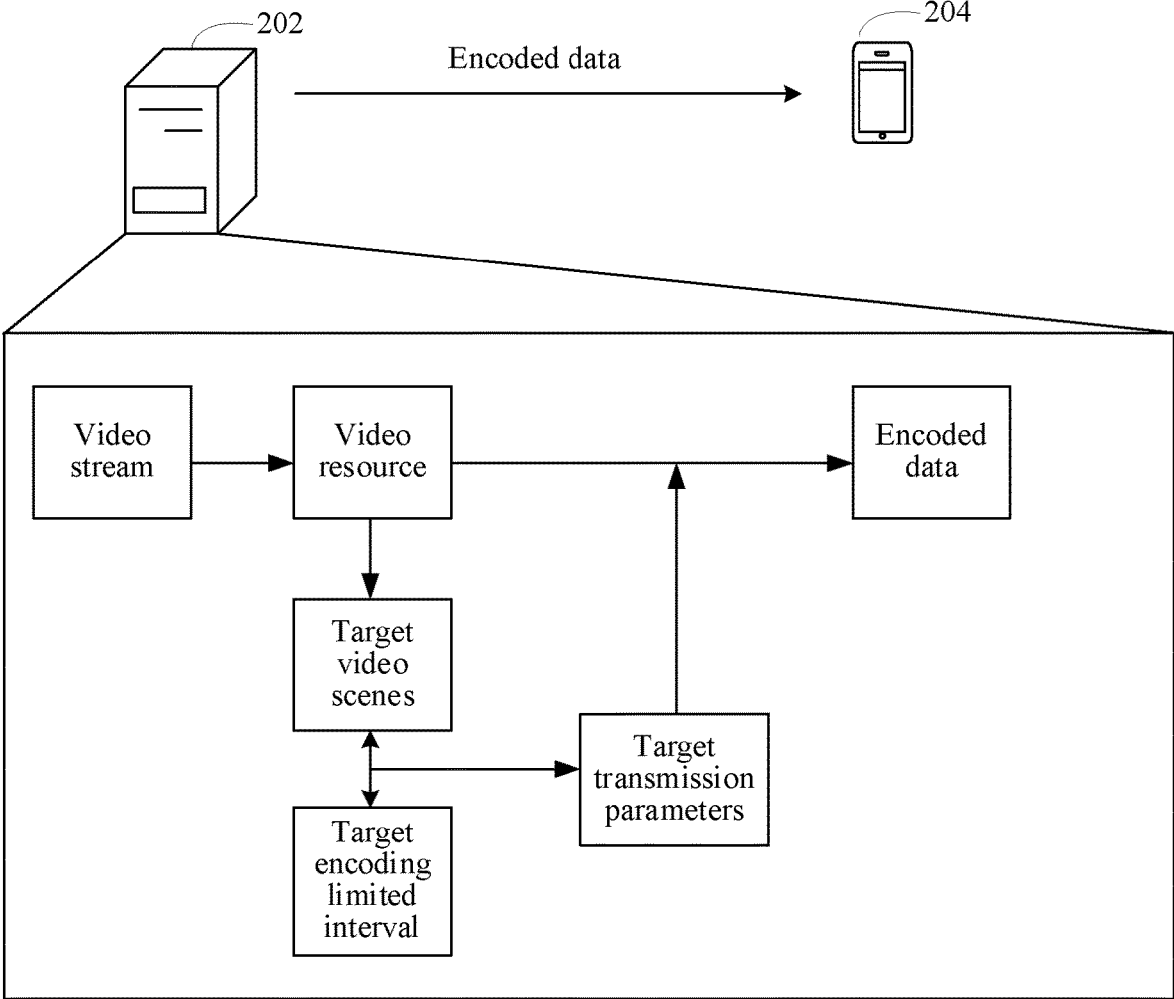 202
204
Encoded data
Video
stream
Video
resource
Encoded
data
Target
video
scenes
Target
transmission
parameters
Target
encoding
limited
interval